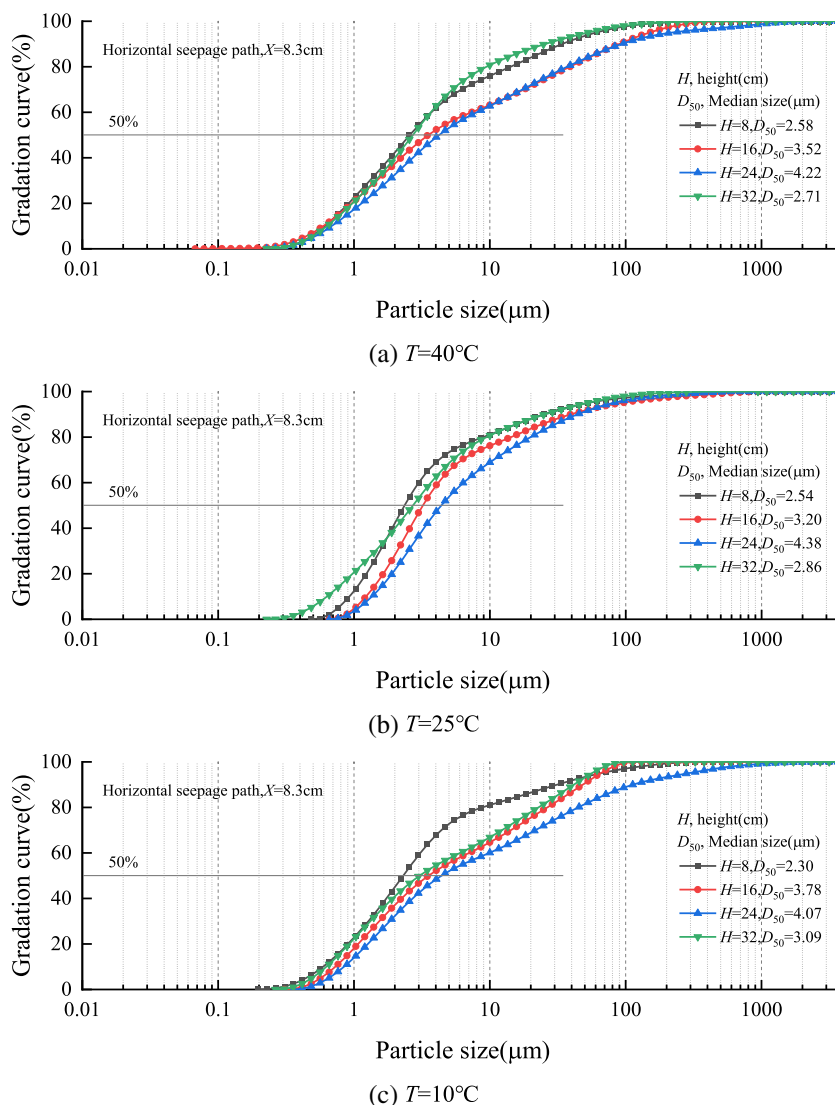 100
80
60
40
20
0
Gradation curve(%)
Horizontal seepage path,X=8.3cm
50%
H, height(cm)
D50, Median size(μm)
H=8,D50=2.58
H=16,D50=3.52
H=24,D50=4.22
H=32,D50=2.71
0.01 0.1 1 10 100 1000
Particle size(μm)
(a) T=40℃
100
80
60
40
20
0
Gradation curve(%)
Horizontal seepage path,X=8.3cm
50%
H, height(cm)
D50, Median size(μm)
H=8,D50=2.54
H=16,D50=3.20
H=24,D50=4.38
H=32,D50=2.86
0.01 0.1 1 10 100 1000
Particle size(μm)
(b) T=25℃
100
80
60
40
20
0
Gradation curve(%)
Horizontal seepage path,X=8.3cm
50%
H, height(cm)
D50, Median size(μm)
H=8,D50=2.30
H=16,D50=3.78
H=24,D50=4.07
H=32,D50=3.09
0.01 0.1 1 10 100 1000
Particle size(μm)
(c) T=10℃